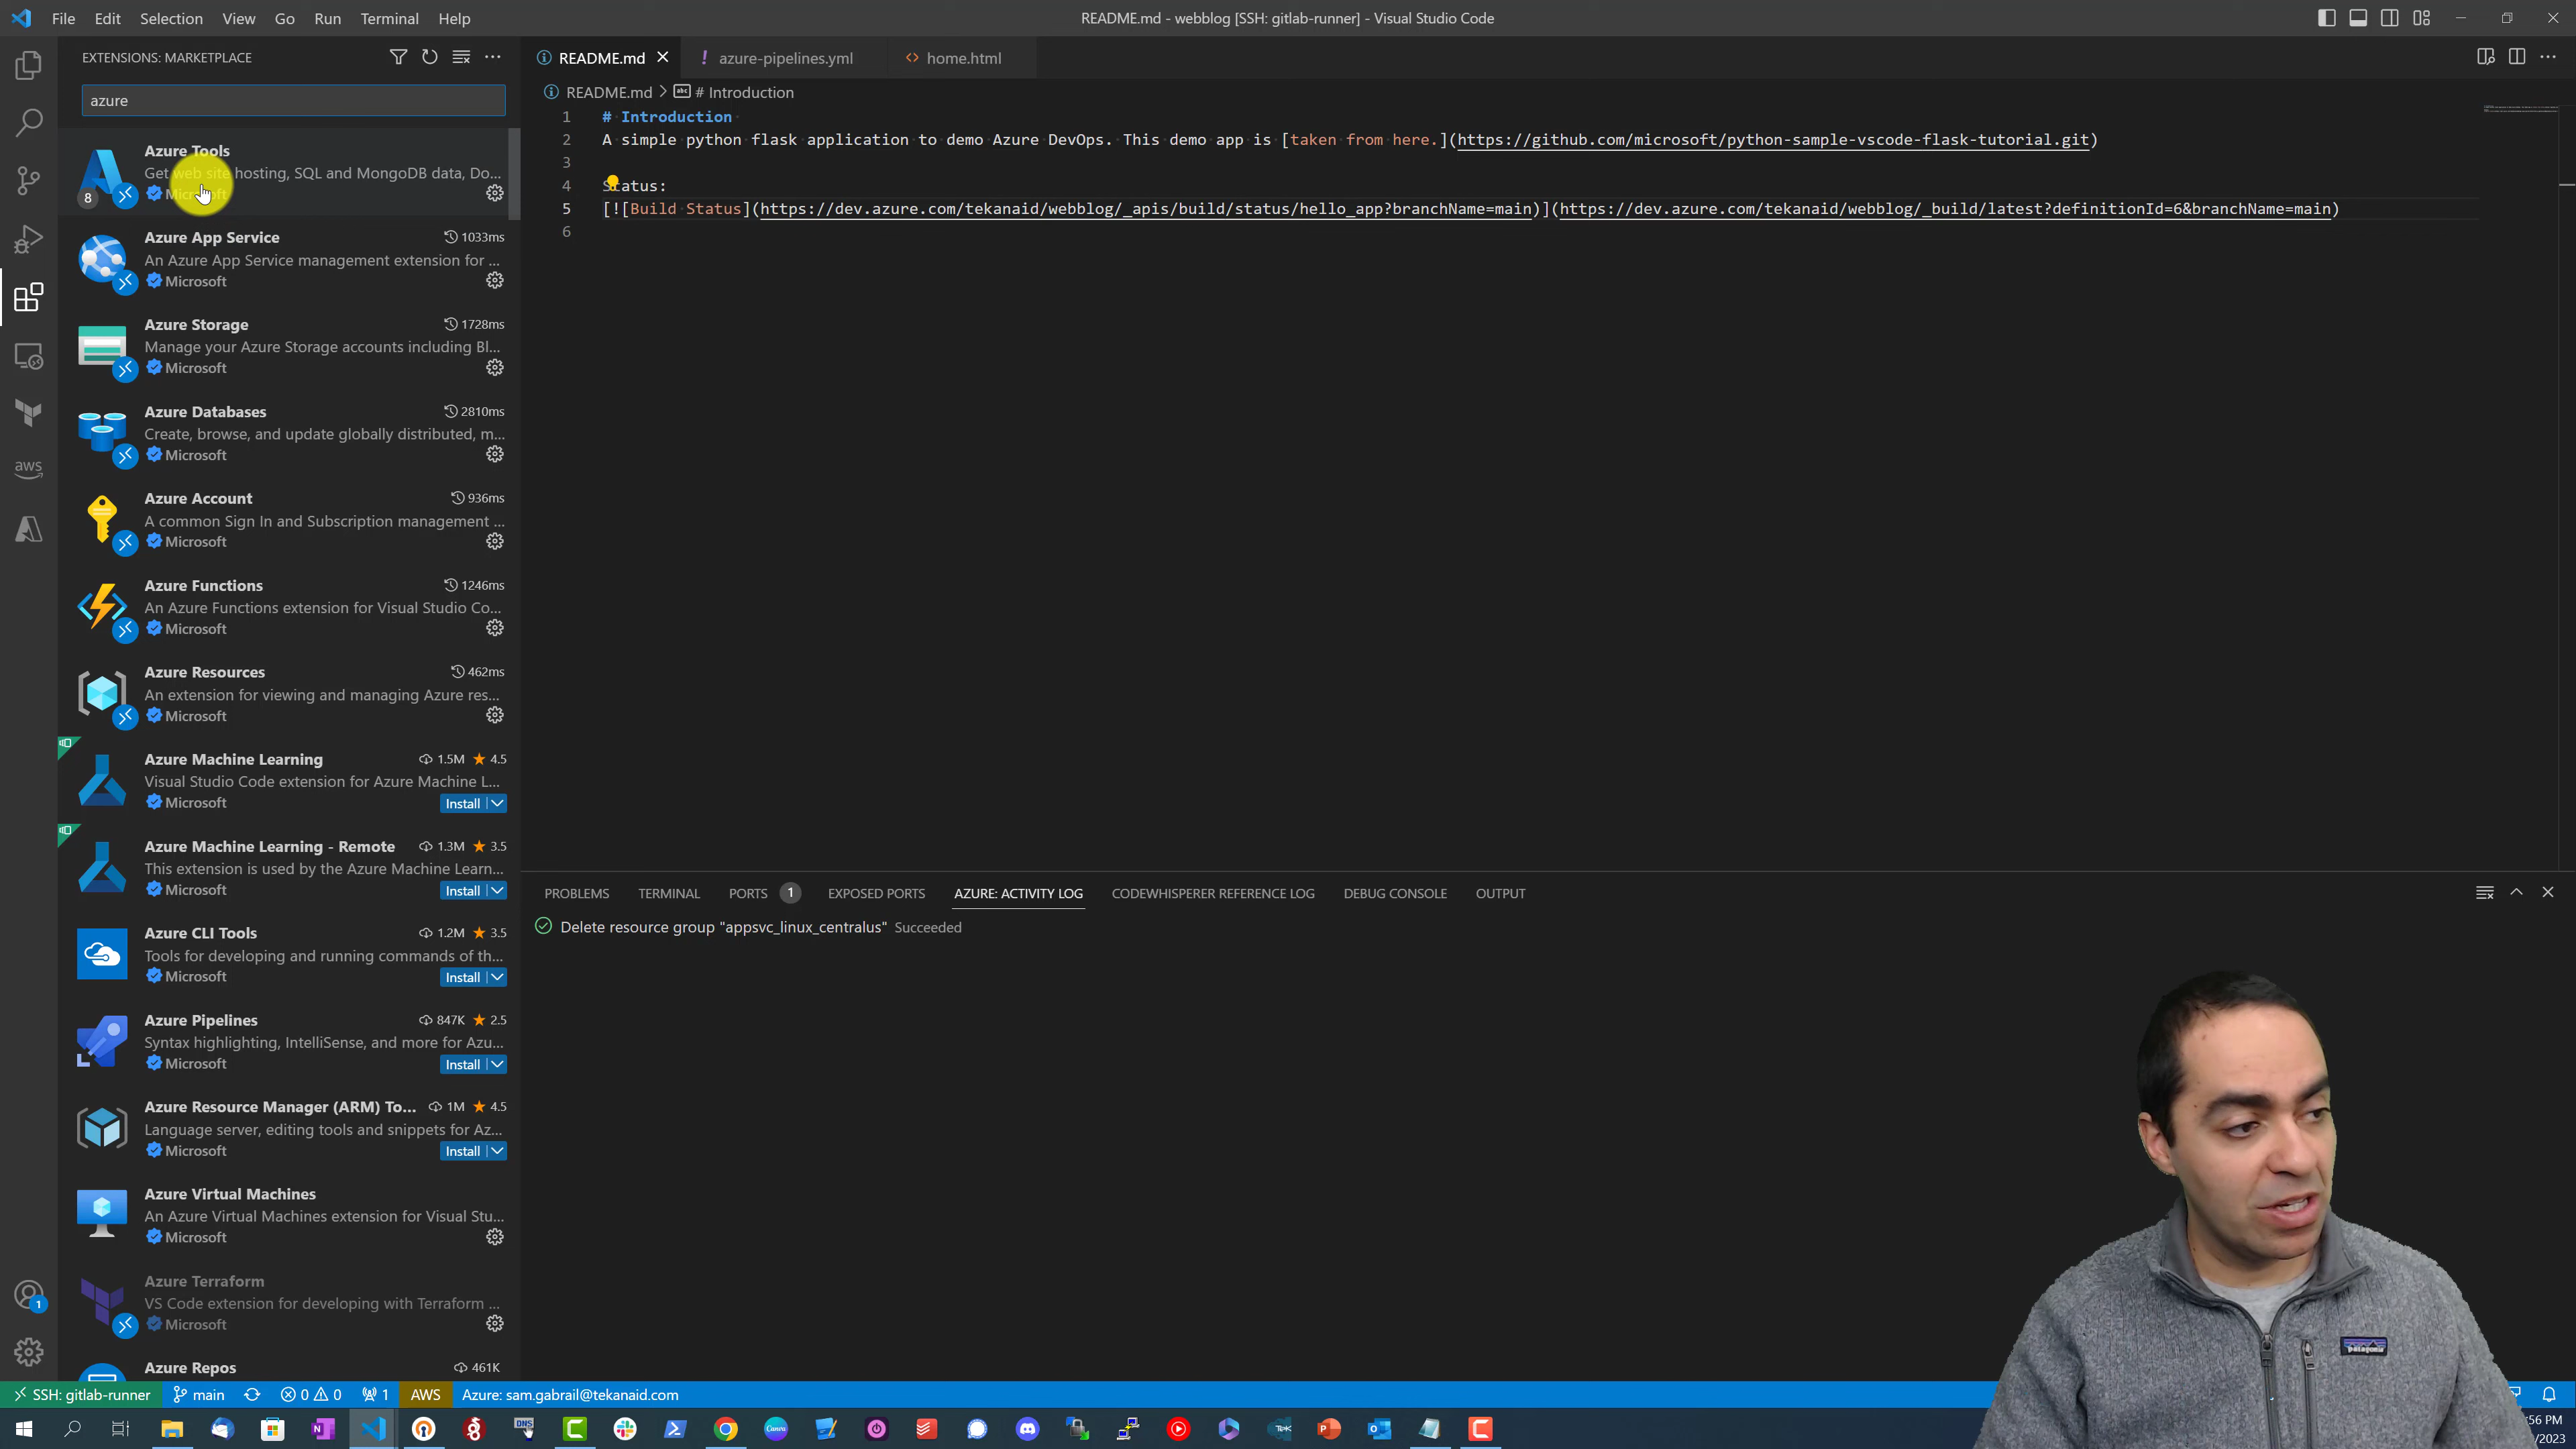 File Edit Selection View Go Run Terminal Help
README.md - webblog [SSH: gitlab-runner] - Visual Studio Code
EXTENSIONS: MARKETPLACE
azure
Azure Tools
Get web site hosting, SQL and MongoDB data, Do...
8
Azure App Service 1033ms
An Azure App Service management extension for ...
Microsoft
Azure Storage 1728ms
Manage your Azure Storage accounts including Bl...
Microsoft
Azure Databases 2810ms
Create, browse, and update globally distributed, m...
Microsoft
Azure Account 936ms
A common Sign In and Subscription management ...
Microsoft
Azure Functions 1246ms
An Azure Functions extension for Visual Studio Co...
Microsoft
Azure Resources 462ms
An extension for viewing and managing Azure res...
Microsoft
Azure Machine Learning 1.5M 4.5
Visual Studio Code extension for Azure Machine L...
Microsoft Install
Azure Machine Learning - Remote 1.3M 3.5
This extension is used by the Azure Machine Learn...
Microsoft Install
Azure CLI Tools 1.2M 3.5
Tools for developing and running commands of th...
Microsoft Install
Azure Pipelines 847K 2.5
Syntax highlighting, IntelliSense, and more for Azu...
Microsoft Install
Azure Resource Manager (ARM) To... 1M 4.5
Language server, editing tools and snippets for Az...
Microsoft Install
Azure Virtual Machines
An Azure Virtual Machines extension for Visual Stu...
Microsoft
Azure Terraform
VS Code extension for developing with Terraform ...
Microsoft
Azure Repos 461K
aws
1
README.md azure-pipelines.yml home.html
README.md > # Introduction
1 # Introduction
2 A simple python flask application to demo Azure DevOps. This demo app is [taken from here.](https://github.com/microsoft/python-sample-vscode-flask-tutorial.git)
3
4 Status:
5 [![Build Status](https://dev.azure.com/tekanaid/webblog/_apis/build/status/hello_app?branchName=main)](https://dev.azure.com/tekanaid/webblog/_build/latest?definitionId=6&branchName=main)
6
PROBLEMS TERMINAL PORTS 1 EXPOSED PORTS AZURE: ACTIVITY LOG CODEWHISPERER REFERENCE LOG DEBUG CONSOLE OUTPUT
Delete resource group "appsvc_linux_centralus" Succeeded
patagonia
SSH: gitlab-runner main 0 0 1 AWS Azure: sam.gabrail@tekanaid.com
:56 PM
/2023